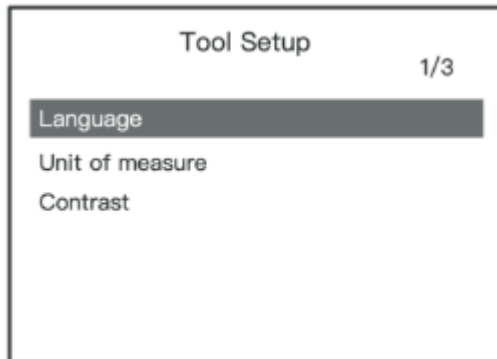 Tool Setup
1/3
Language
Unit of measure
Contrast